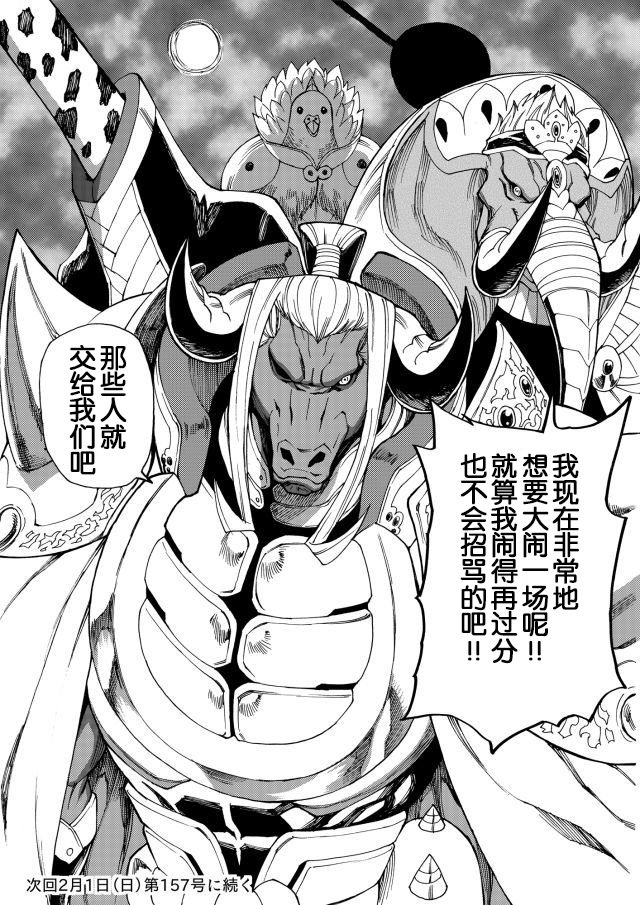 我现在非常地
想要大闹一场呢!!
就算我闹得再过分
也不会招骂的吧!!
那些人就
交给我们吧
次回2月1日(日)第157号に続く